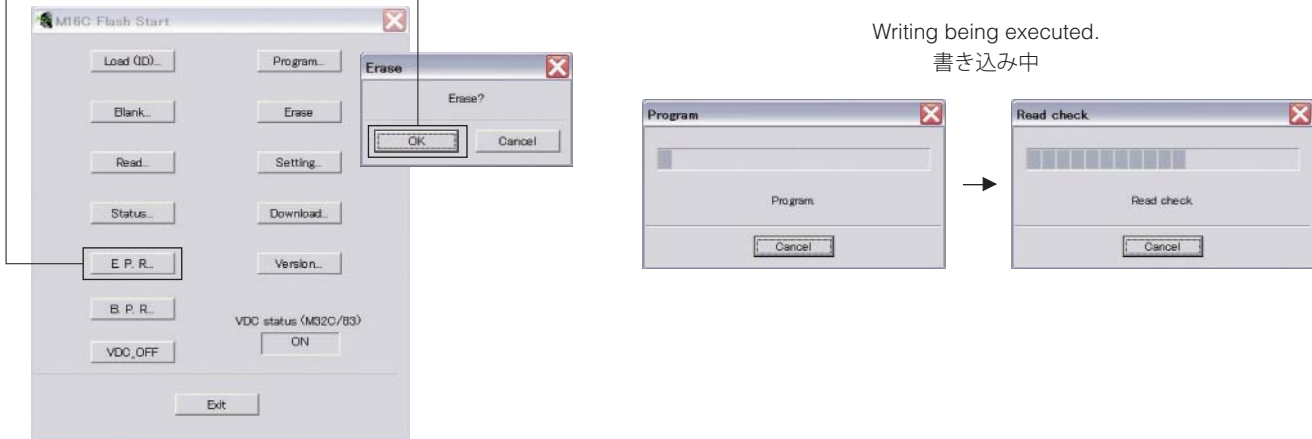 M16C Flash Start
Load (ID)...
Program...
Blank...
Erase
Read...
Setting...
Status...
Download...
E. P. R...
Version...
B. P. R...
VDC status (M32C/83)
ON
VDC_OFF
Exit
Erase
Erase?
OK
Cancel
Writing being executed.
書き込み中
Program
Program.
Cancel
Read check.
Read check.
Cancel